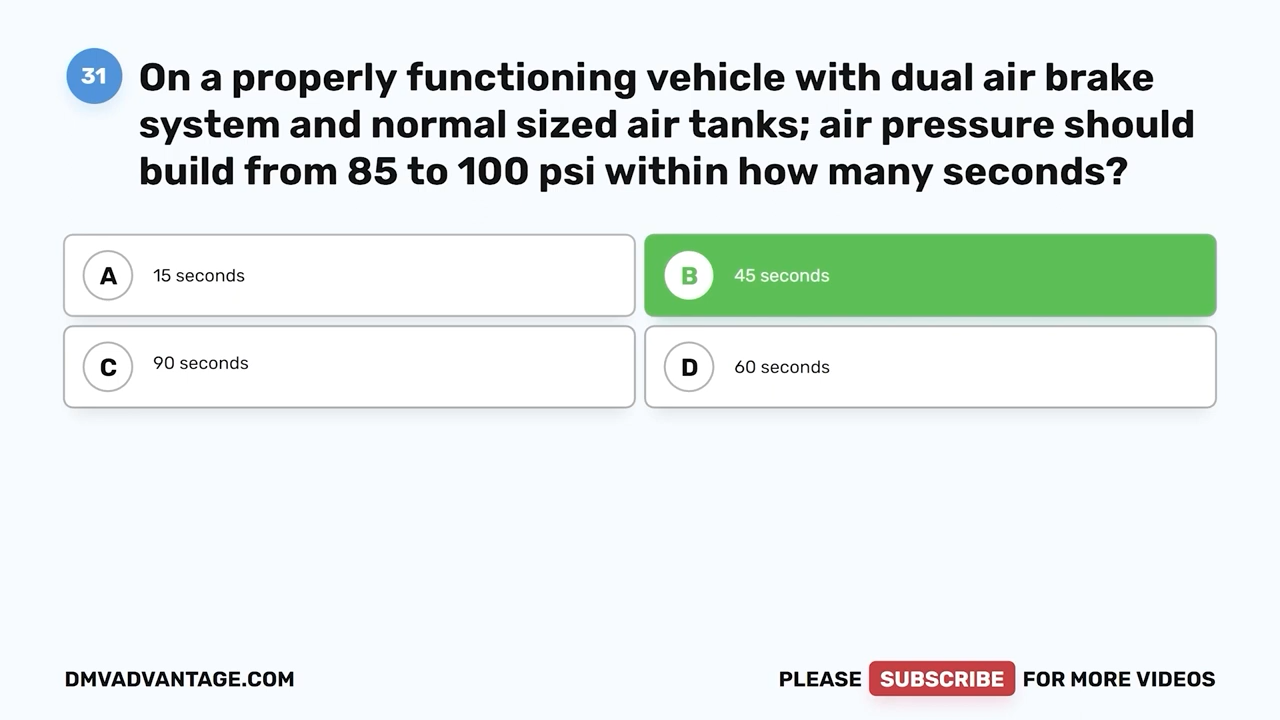 31
On a properly functioning vehicle with dual air brake
system and normal sized air tanks; air pressure should
build from 85 to 100 psi within how many seconds?
A 15 seconds
B 45 seconds
C 90 seconds
D 60 seconds
DMVADVANTAGE.COM
PLEASE SUBSCRIBE FOR MORE VIDEOS